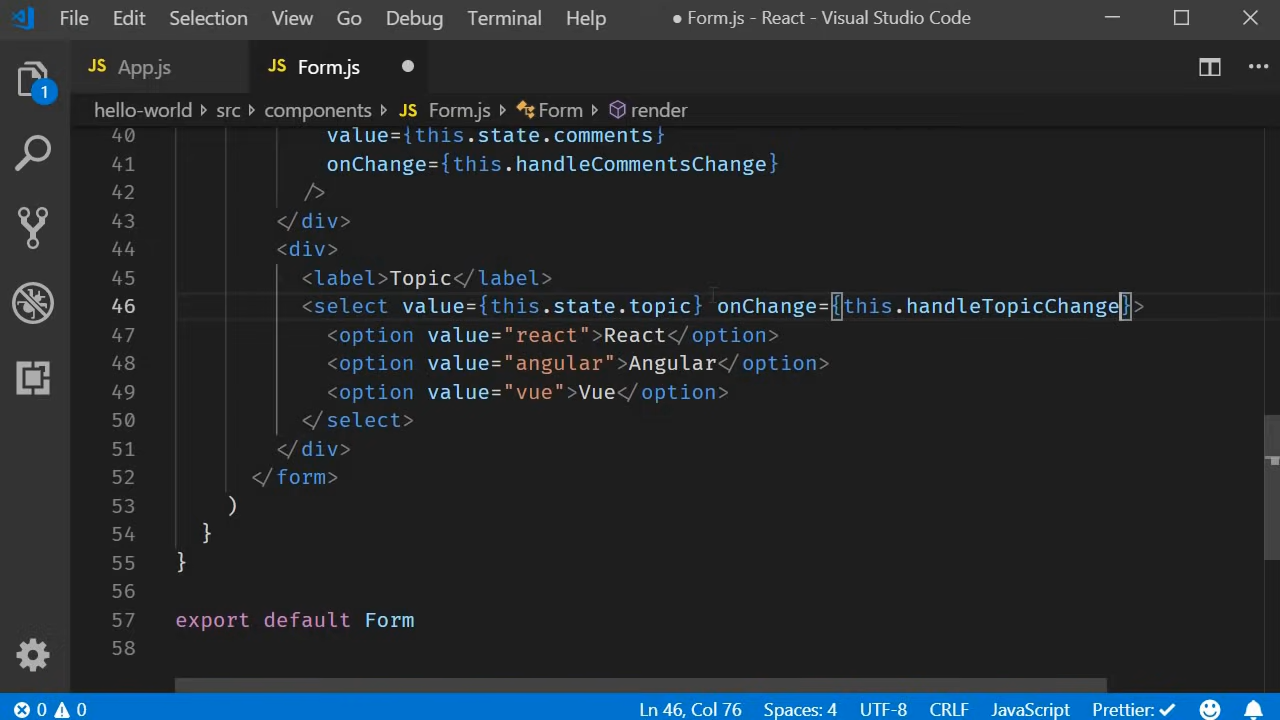 File Edit Selection View Go Debug Terminal Help ● Form.js - React - Visual Studio Code
JS App.js JS Form.js ●
1
hello-world > src > components > JS Form.js > Form > render
40 value={this.state.comments}
41 onChange={this.handleCommentsChange}
42 />
43 </div>
44 <div>
45 <label>Topic</label>
46 <select value={this.state.topic} onChange={this.handleTopicChange}>
47 <option value="react">React</option>
48 <option value="angular">Angular</option>
49 <option value="vue">Vue</option>
50 </select>
51 </div>
52 </form>
53 )
54 }
55 }
56
57 export default Form
58
0 0 Ln 46, Col 76 Spaces: 4 UTF-8 CRLF JavaScript Prettier: ✓